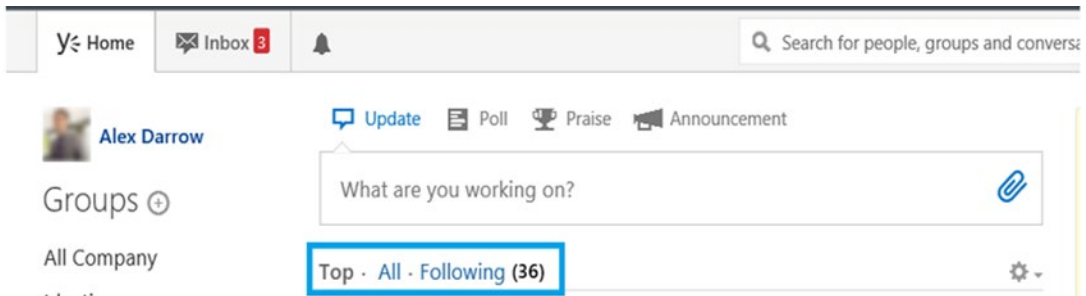 Home
Inbox 3
Search for people, groups and conversa
Update Poll Praise Announcement
Alex Darrow
What are you working on?
Groups
All Company
Top · All · Following (36)